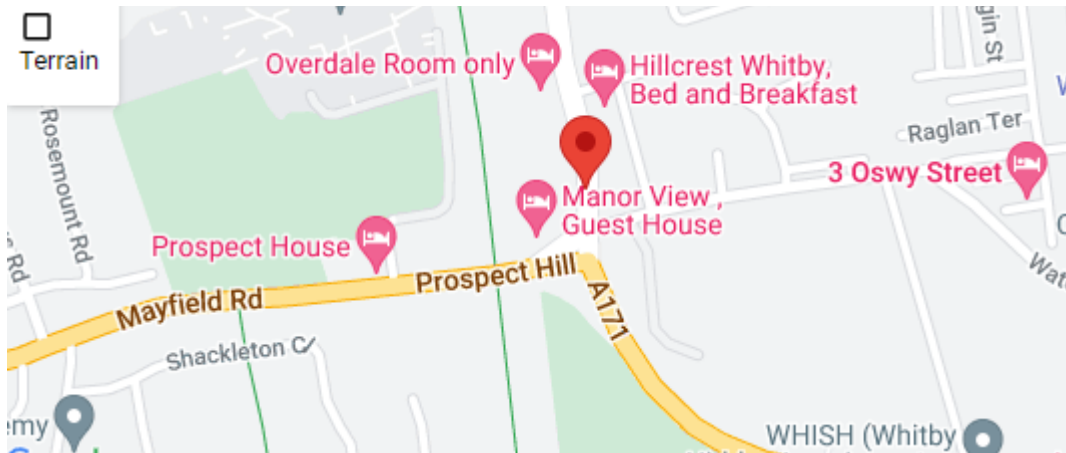 Terrain
Overdale Room only
Hillcrest Whitby,
Bed and Breakfast
Rosemount Rd
Raglan Ter
3 Oswy Street
Manor View ,
Guest House
Prospect House
Prospect Hill
Mayfield Rd
A171
Shackleton
WHISH (Whitby